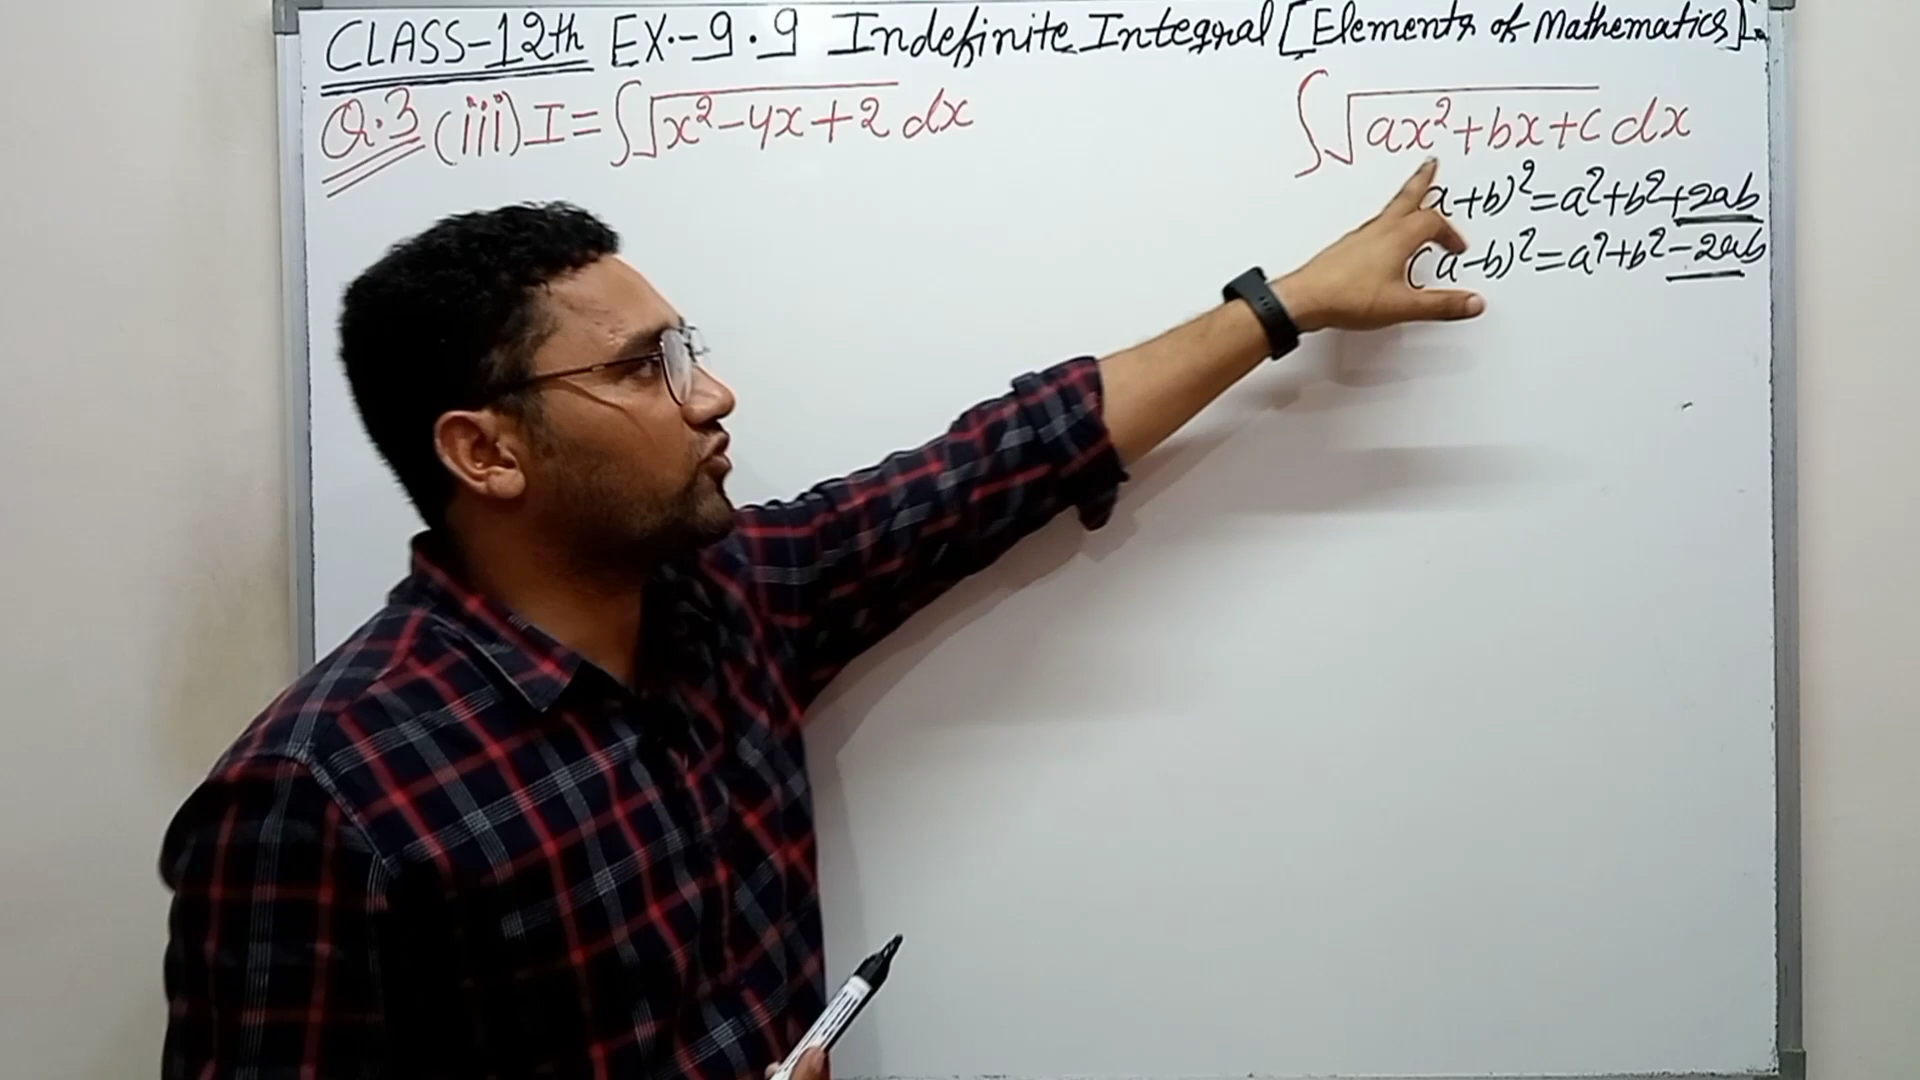 CLASS-12th EX.-9.9 Indefinite Integral [Elements of Mathematics]
Q.3 (iii) I=∫√x²-4x+2 dx
∫√ax²+bx+c dx
a+b)²=a²+b²+2ab
(a-b)²=a²+b²-2ab